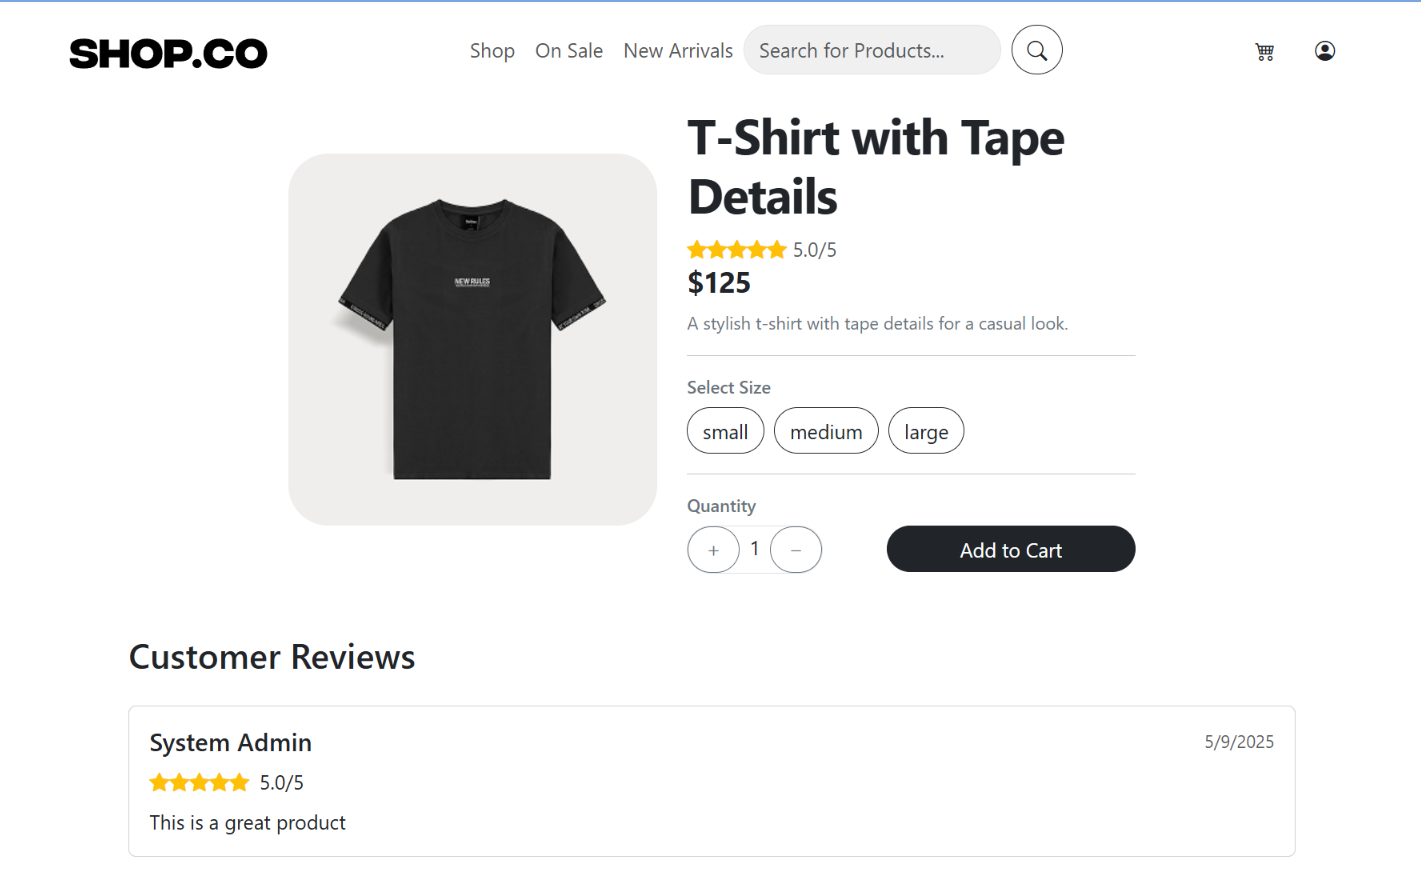 SHOP.CO
Shop On Sale New Arrivals Search for Products...
T-Shirt with Tape
Details
5.0/5
$125
A stylish t-shirt with tape details for a casual look.
Select Size
small medium large
Quantity
+ 1 −
Add to Cart
NEW RULES
Customer Reviews
System Admin
5/9/2025
5.0/5
This is a great product